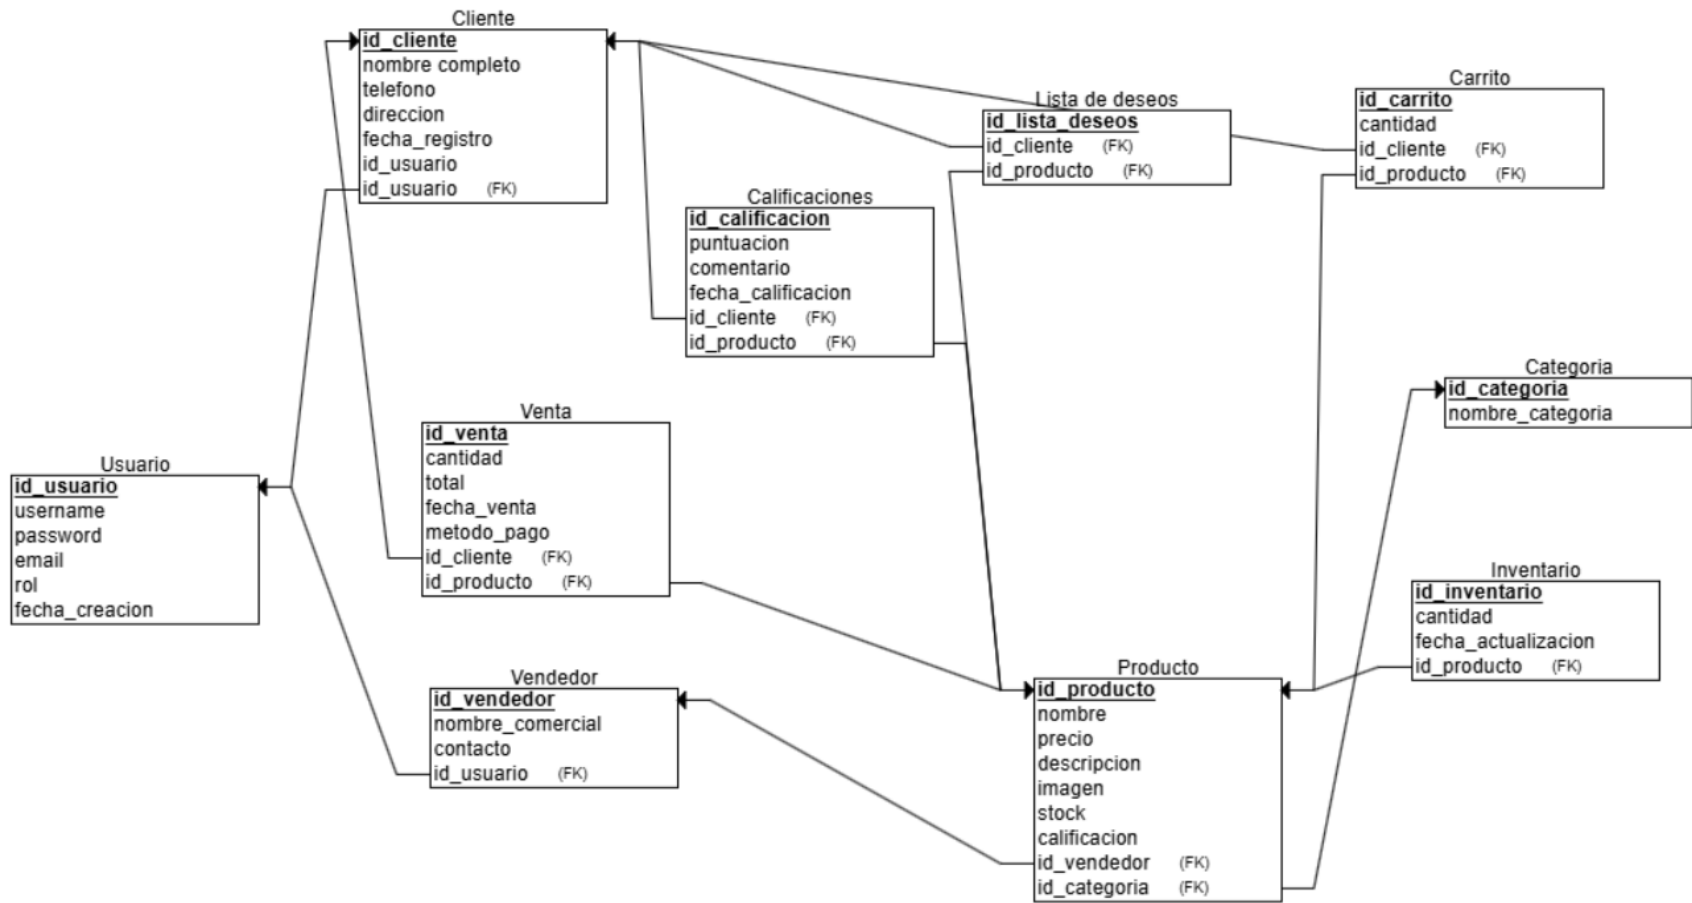 Cliente
id_cliente
nombre completo
telefono
direccion
fecha_registro
id_usuario
id_usuario (FK)
Lista de deseos
id_lista_deseos
id_cliente (FK)
id_producto (FK)
Carrito
id_carrito
cantidad
id_cliente (FK)
id_producto (FK)
Calificaciones
id_calificacion
puntuacion
comentario
fecha_calificacion
id_cliente (FK)
id_producto (FK)
Categoria
id_categoria
nombre_categoria
Venta
id_venta
cantidad
total
fecha_venta
metodo_pago
id_cliente (FK)
id_producto (FK)
Usuario
id_usuario
username
password
email
rol
fecha_creacion
Inventario
id_inventario
cantidad
fecha_actualizacion
id_producto (FK)
Vendedor
id_vendedor
nombre_comercial
contacto
id_usuario (FK)
Producto
id_producto
nombre
precio
descripcion
imagen
stock
calificacion
id_vendedor (FK)
id_categoria (FK)